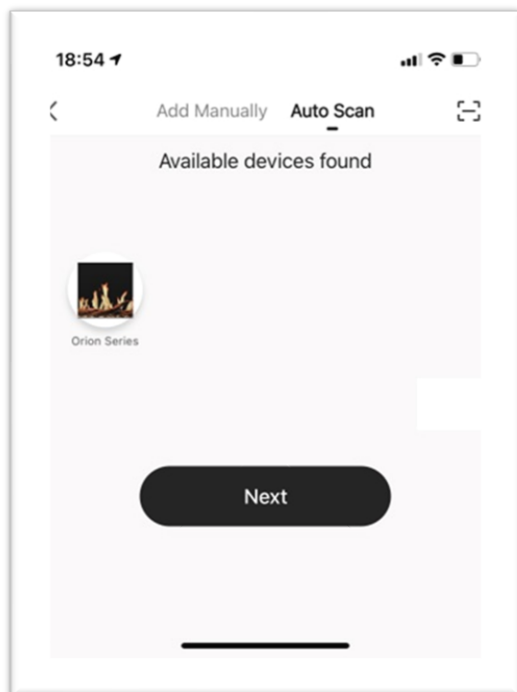 18:54
Add Manually Auto Scan
Available devices found
Orion Series
Next